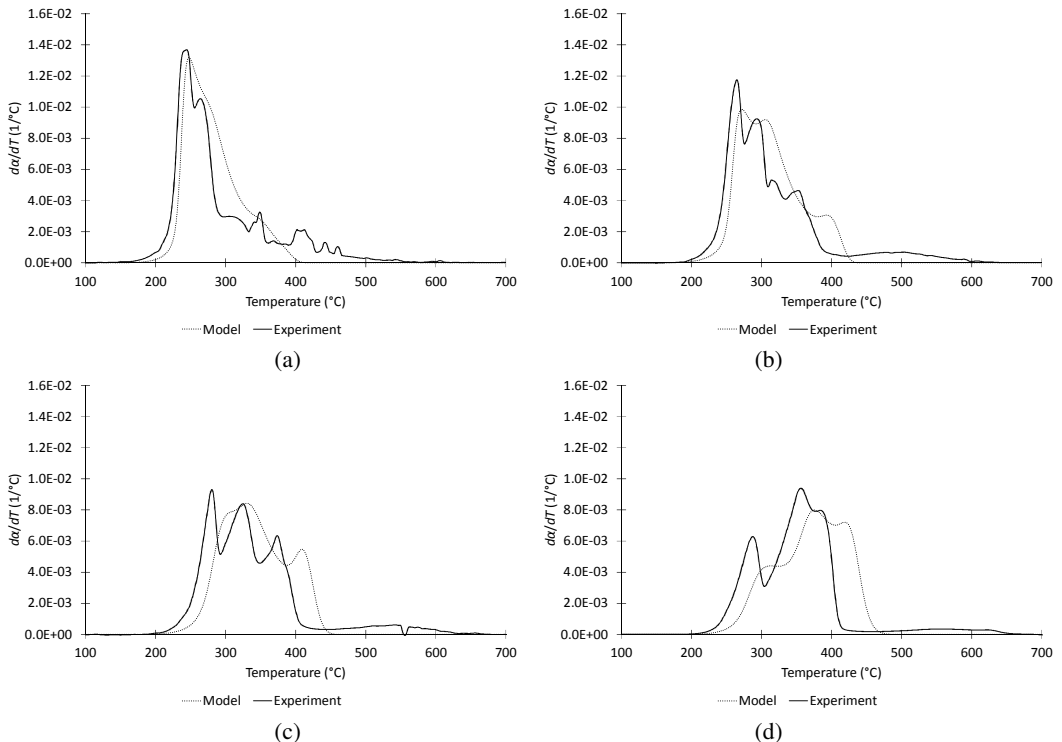 1.6E-02
1.4E-02
1.2E-02
1.0E-02
8.0E-03
6.0E-03
4.0E-03
2.0E-03
0.0E+00
dα/dT (1/°C)
100 200 300 400 500 600 700
Temperature (°C)
Model Experiment
(a)
1.6E-02
1.4E-02
1.2E-02
1.0E-02
8.0E-03
6.0E-03
4.0E-03
2.0E-03
0.0E+00
dα/dT (1/°C)
100 200 300 400 500 600 700
Temperature (°C)
Model Experiment
(b)
1.6E-02
1.4E-02
1.2E-02
1.0E-02
8.0E-03
6.0E-03
4.0E-03
2.0E-03
0.0E+00
dα/dT (1/°C)
100 200 300 400 500 600 700
Temperature (°C)
Model Experiment
(c)
1.6E-02
1.4E-02
1.2E-02
1.0E-02
8.0E-03
6.0E-03
4.0E-03
2.0E-03
0.0E+00
dα/dT (1/°C)
100 200 300 400 500 600 700
Temperature (°C)
Model Experiment
(d)